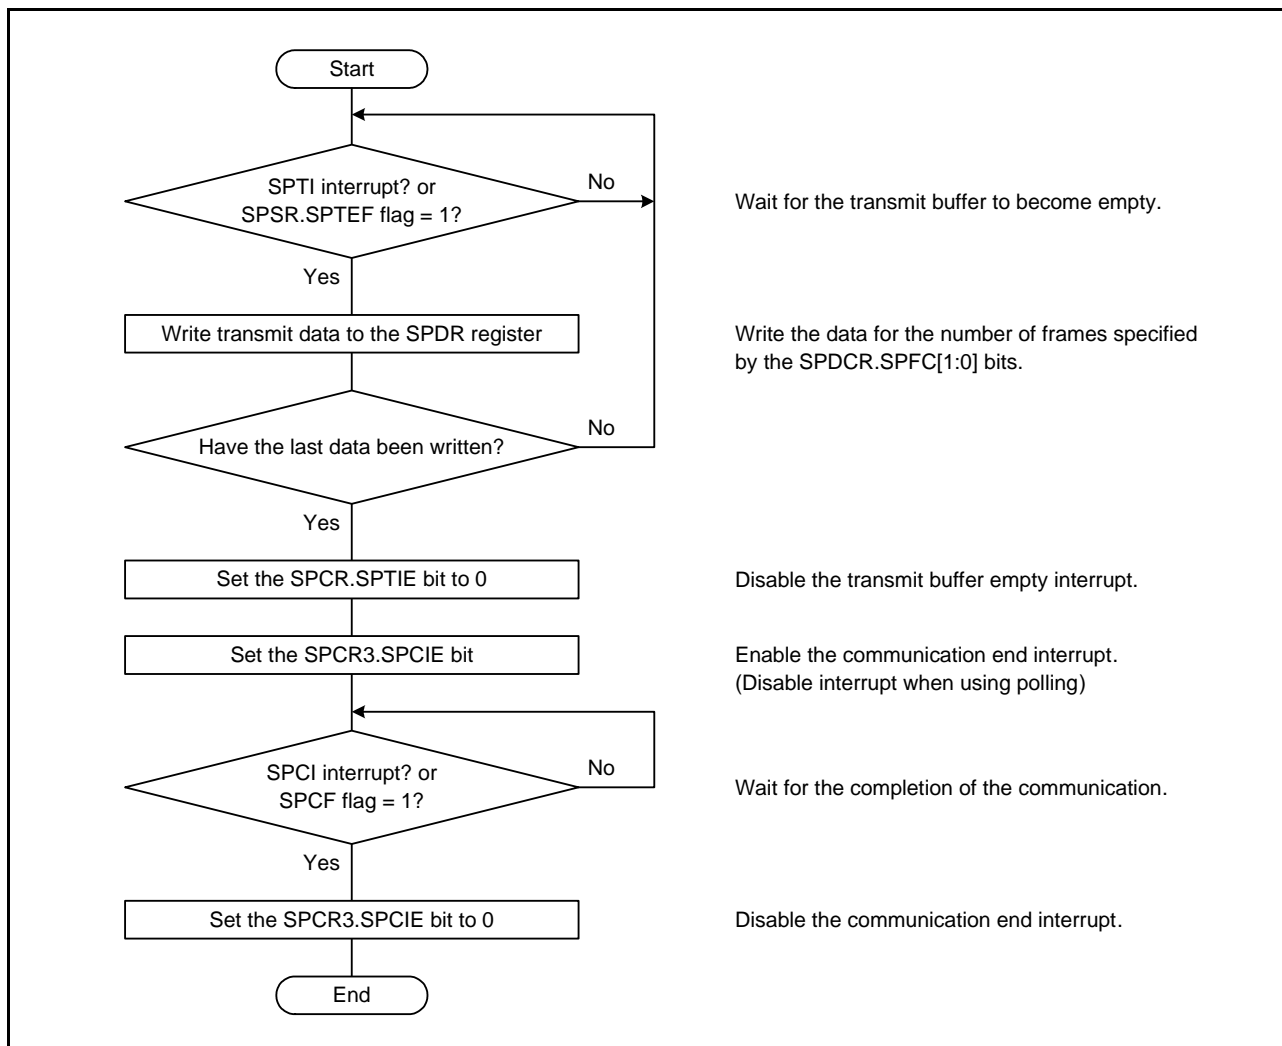 Start
SPTI interrupt? or
SPSR.SPTEF flag = 1?
No
Wait for the transmit buffer to become empty.
Yes
Write transmit data to the SPDR register
Write the data for the number of frames specified
by the SPDCR.SPFC[1:0] bits.
Have the last data been written?
No
Yes
Set the SPCR.SPTIE bit to 0
Disable the transmit buffer empty interrupt.
Set the SPCR3.SPCIE bit
Enable the communication end interrupt.
(Disable interrupt when using polling)
SPCI interrupt? or
SPCF flag = 1?
No
Wait for the completion of the communication.
Yes
Set the SPCR3.SPCIE bit to 0
Disable the communication end interrupt.
End